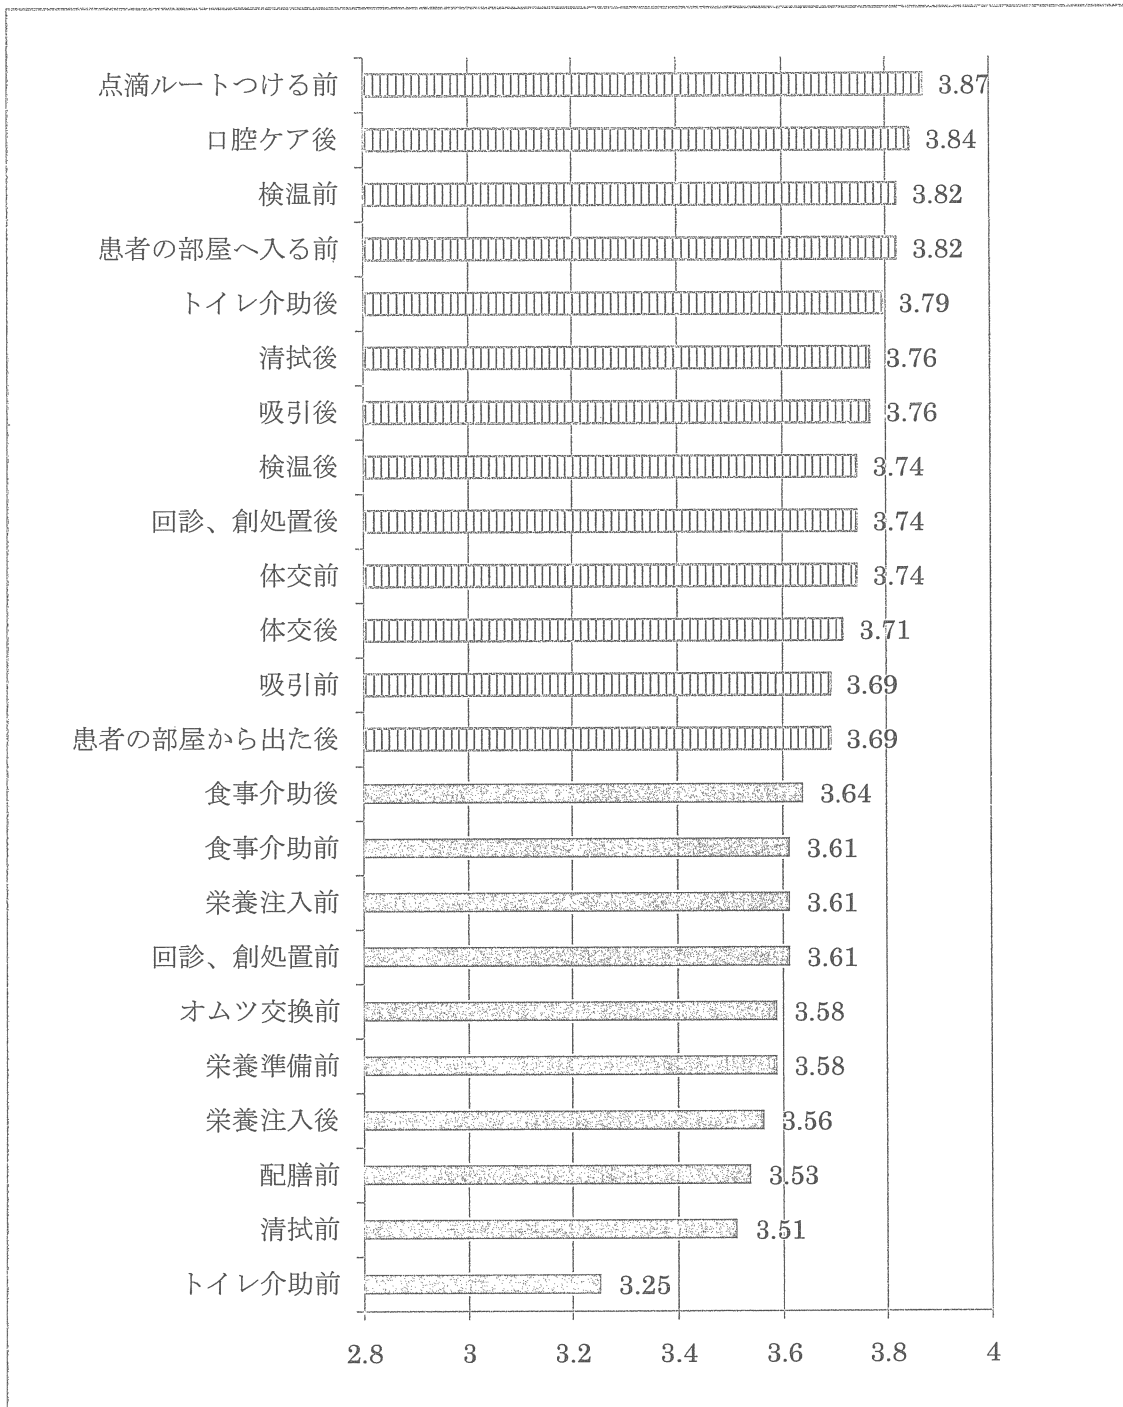 点滴ルートつける前 3.87
口腔ケア後 3.84
検温前 3.82
患者の部屋へ入る前 3.82
トイレ介助後 3.79
清拭後 3.76
吸引後 3.76
検温後 3.74
回診、創処置後 3.74
体交前 3.74
体交後 3.71
吸引前 3.69
患者の部屋から出た後 3.69
食事介助後 3.64
食事介助前 3.61
栄養注入前 3.61
回診、創処置前 3.61
オムツ交換前 3.58
栄養準備前 3.58
栄養注入後 3.56
配膳前 3.53
清拭前 3.51
トイレ介助前 3.25
2.8 3 3.2 3.4 3.6 3.8 4